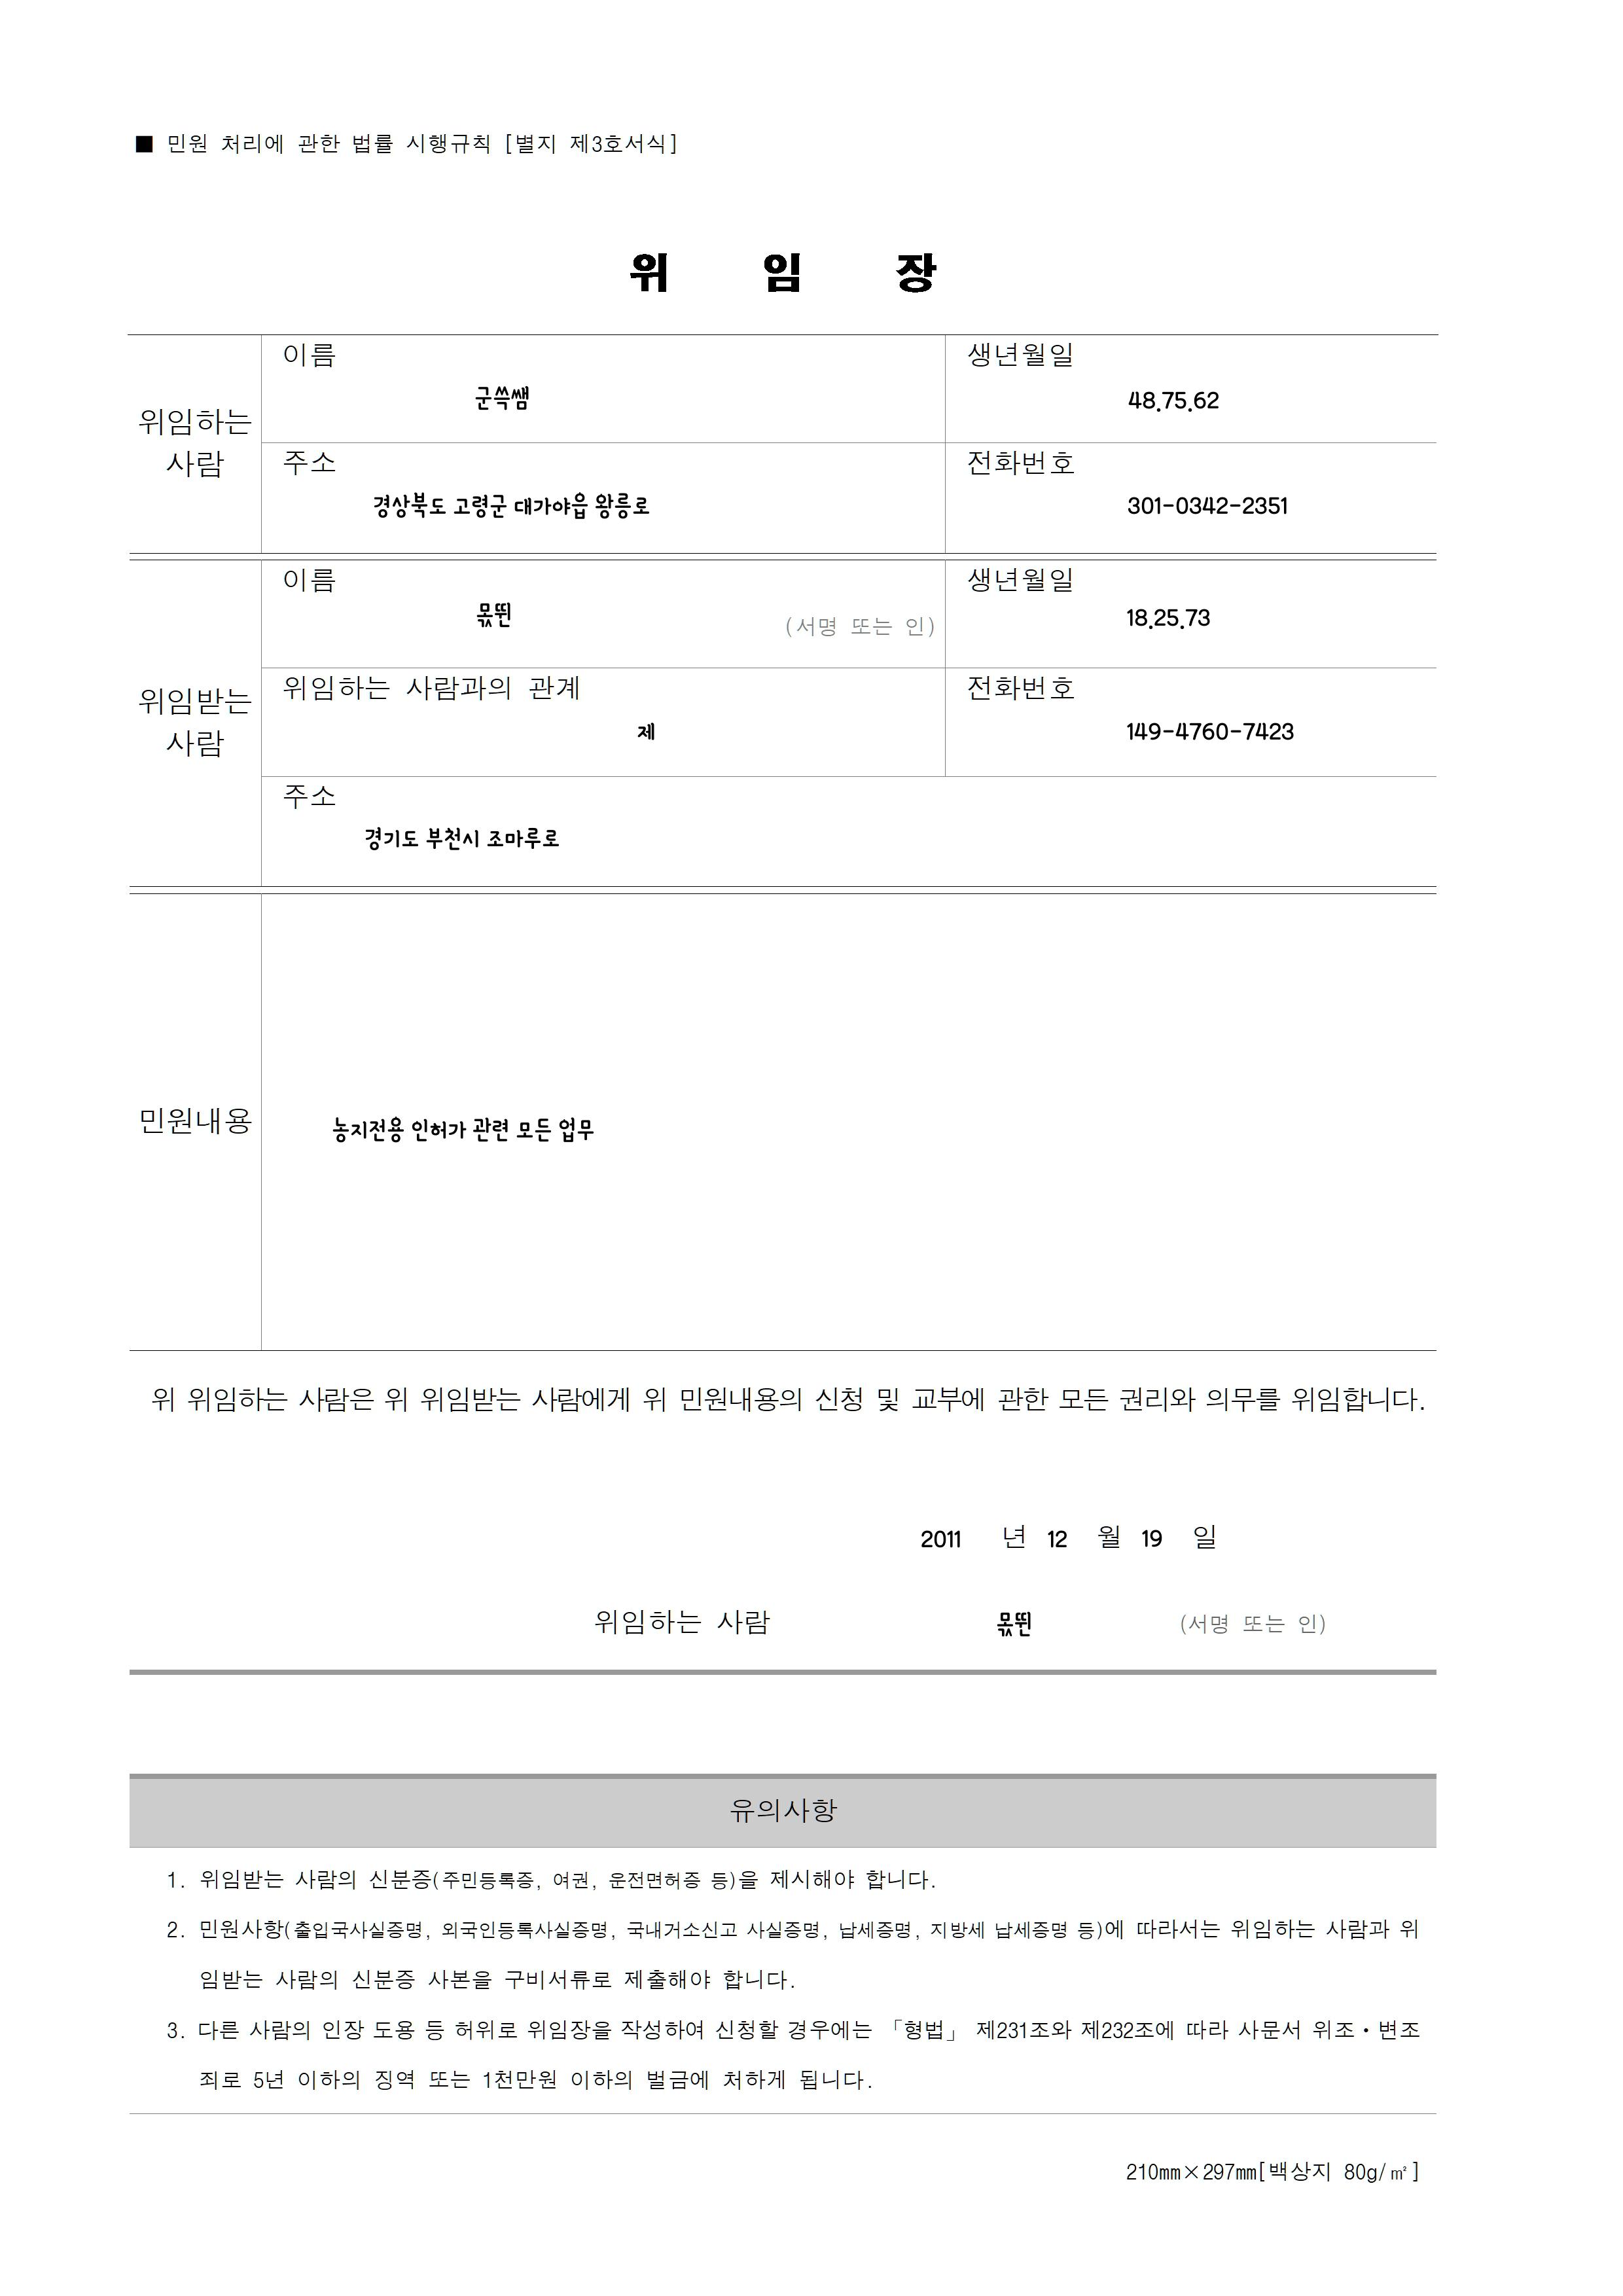 ■ 민원 처리에 관한 법률 시행규칙 [별지 제3호서식]
위 임 장
위임하는 사람
이름
군쓱쌤
생년월일
48.75.62
주소
경상북도 고령군 대가야읍 왕릉로
전화번호
301-0342-2351
위임받는 사람
이름
몫뛴
(서명 또는 인)
생년월일
18.25.73
위임하는 사람과의 관계
제
전화번호
149-4760-7423
주소
경기도 부천시 조마루로
민원내용
농지전용 인허가 관련 모든 업무
위 위임하는 사람은 위 위임받는 사람에게 위 민원내용의 신청 및 교부에 관한 모든 권리와 의무를 위임합니다.
2011 년 12 월 19 일
위임하는 사람 몫뛴 (서명 또는 인)
유의사항
1. 위임받는 사람의 신분증(주민등록증, 여권, 운전면허증 등)을 제시해야 합니다.
2. 민원사항(출입국사실증명, 외국인등록사실증명, 국내거소신고 사실증명, 납세증명, 지방세 납세증명 등)에 따라서는 위임하는 사람과 위
임받는 사람의 신분증 사본을 구비서류로 제출해야 합니다.
3. 다른 사람의 인장 도용 등 허위로 위임장을 작성하여 신청할 경우에는 「형법」 제231조와 제232조에 따라 사문서 위조·변조
죄로 5년 이하의 징역 또는 1천만원 이하의 벌금에 처하게 됩니다.
210㎜×297㎜[백상지 80g/㎡]